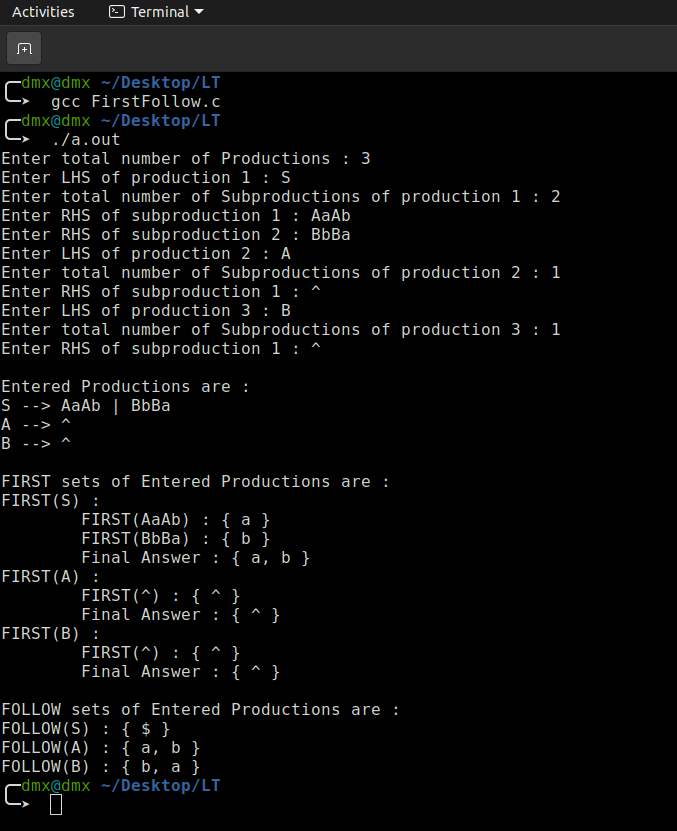 Activities Terminal
dmx@dmx ~/Desktop/LT
gcc FirstFollow.c
dmx@dmx ~/Desktop/LT
./a.out
Enter total number of Productions : 3
Enter LHS of production 1 : S
Enter total number of Subproductions of production 1 : 2
Enter RHS of subproduction 1 : AaAb
Enter RHS of subproduction 2 : BbBa
Enter LHS of production 2 : A
Enter total number of Subproductions of production 2 : 1
Enter RHS of subproduction 1 : ^
Enter LHS of production 3 : B
Enter total number of Subproductions of production 3 : 1
Enter RHS of subproduction 1 : ^

Entered Productions are :
S --> AaAb | BbBa
A --> ^
B --> ^

FIRST sets of Entered Productions are :
FIRST(S) :
        FIRST(AaAb) : { a }
        FIRST(BbBa) : { b }
        Final Answer : { a, b }
FIRST(A) :
        FIRST(^) : { ^ }
        Final Answer : { ^ }
FIRST(B) :
        FIRST(^) : { ^ }
        Final Answer : { ^ }

FOLLOW sets of Entered Productions are :
FOLLOW(S) : { $ }
FOLLOW(A) : { a, b }
FOLLOW(B) : { b, a }
dmx@dmx ~/Desktop/LT